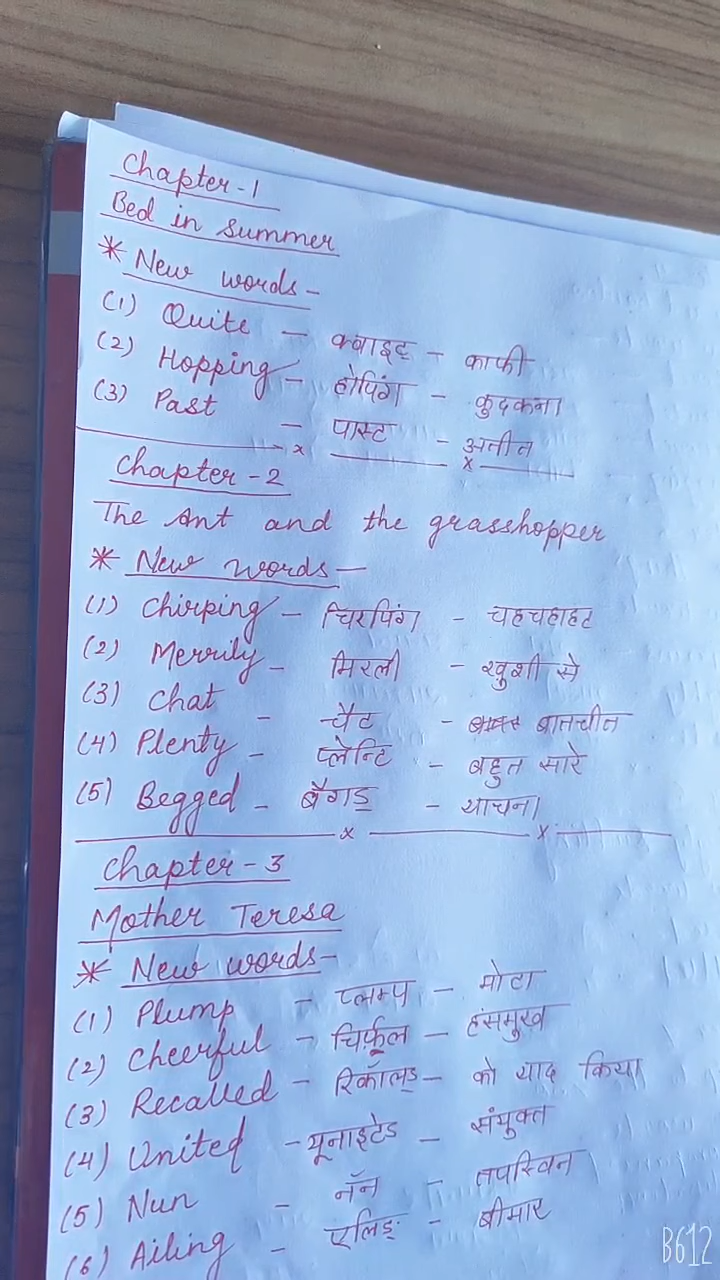 Chapter-1
Bed in summer
* New words-
(1) Quite - क्वाइट् - काफी
(2) Hopping - होपिंग - कुदकना
(3) Past - पास्ट - अतीत
x x
Chapter-2
The Ant and the grasshopper
* New words-
(1) Chirping - चिरपिंग - चहचहाहट
(2) Merrily - मिरली - खुशी से
(3) Chat - चैट - बातचीत
(4) Plenty - प्लेन्टि - बहुत सारे
(5) Begged - बैगड् - याचना
x x
Chapter-3
Mother Teresa
* New words-
(1) Plump - प्लम्प - मोटा
(2) Cheerful - चिर्फुल - हंसमुख
(3) Recalled - रिकॉलड् - को याद किया
(4) United - यूनाइटेड - संयुक्त
(5) Nun - नॅन - तपस्विन
(6) Ailing - एलिङ् - बीमार
B612